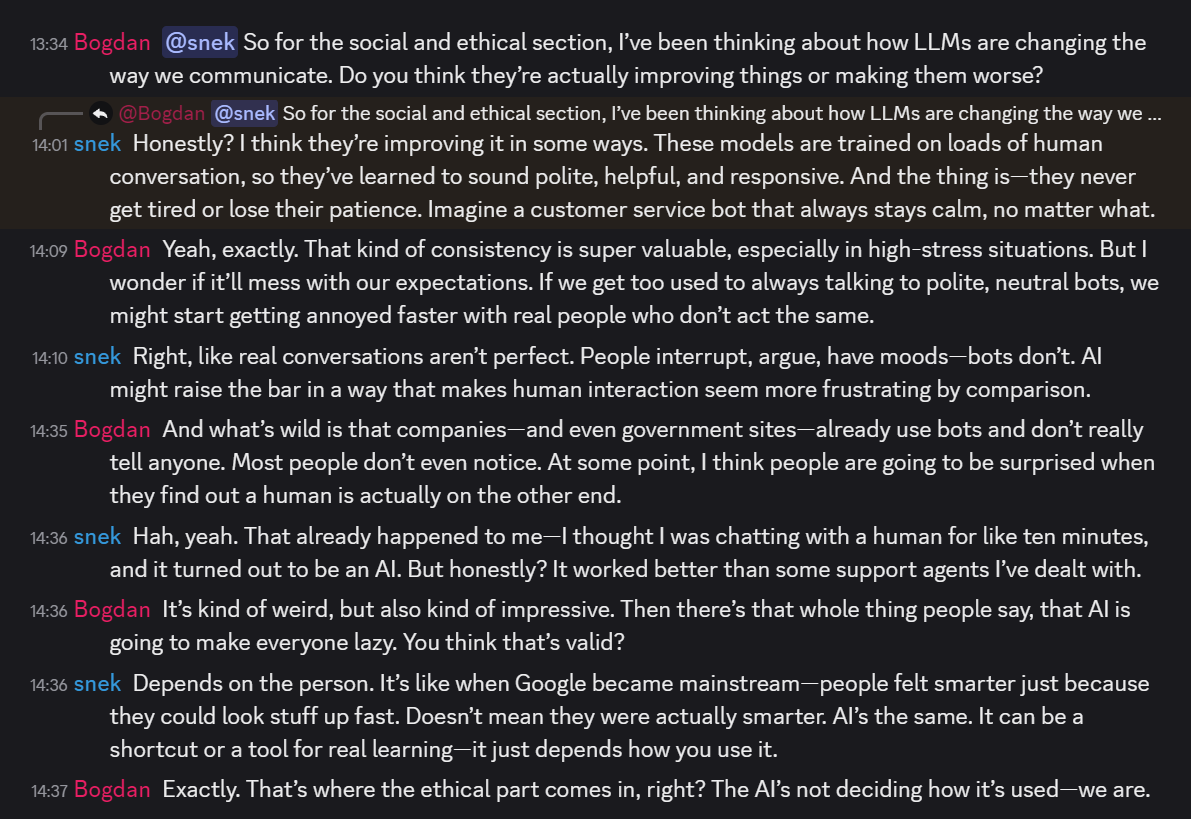 13:34 Bogdan @snek So for the social and ethical section, I’ve been thinking about how LLMs are changing the
way we communicate. Do you think they’re actually improving things or making them worse?
@Bogdan @snek So for the social and ethical section, I’ve been thinking about how LLMs are changing the way we ...
14:01 snek Honestly? I think they’re improving it in some ways. These models are trained on loads of human
conversation, so they’ve learned to sound polite, helpful, and responsive. And the thing is—they never
get tired or lose their patience. Imagine a customer service bot that always stays calm, no matter what.
14:09 Bogdan Yeah, exactly. That kind of consistency is super valuable, especially in high-stress situations. But I
wonder if it’ll mess with our expectations. If we get too used to always talking to polite, neutral bots, we
might start getting annoyed faster with real people who don’t act the same.
14:10 snek Right, like real conversations aren’t perfect. People interrupt, argue, have moods—bots don’t. AI
might raise the bar in a way that makes human interaction seem more frustrating by comparison.
14:35 Bogdan And what’s wild is that companies—and even government sites—already use bots and don’t really
tell anyone. Most people don’t even notice. At some point, I think people are going to be surprised when
they find out a human is actually on the other end.
14:36 snek Hah, yeah. That already happened to me—I thought I was chatting with a human for like ten minutes,
and it turned out to be an AI. But honestly? It worked better than some support agents I’ve dealt with.
14:36 Bogdan It’s kind of weird, but also kind of impressive. Then there’s that whole thing people say, that AI is
going to make everyone lazy. You think that’s valid?
14:36 snek Depends on the person. It’s like when Google became mainstream—people felt smarter just because
they could look stuff up fast. Doesn’t mean they were actually smarter. AI’s the same. It can be a
shortcut or a tool for real learning—it just depends how you use it.
14:37 Bogdan Exactly. That’s where the ethical part comes in, right? The AI’s not deciding how it’s used—we are.